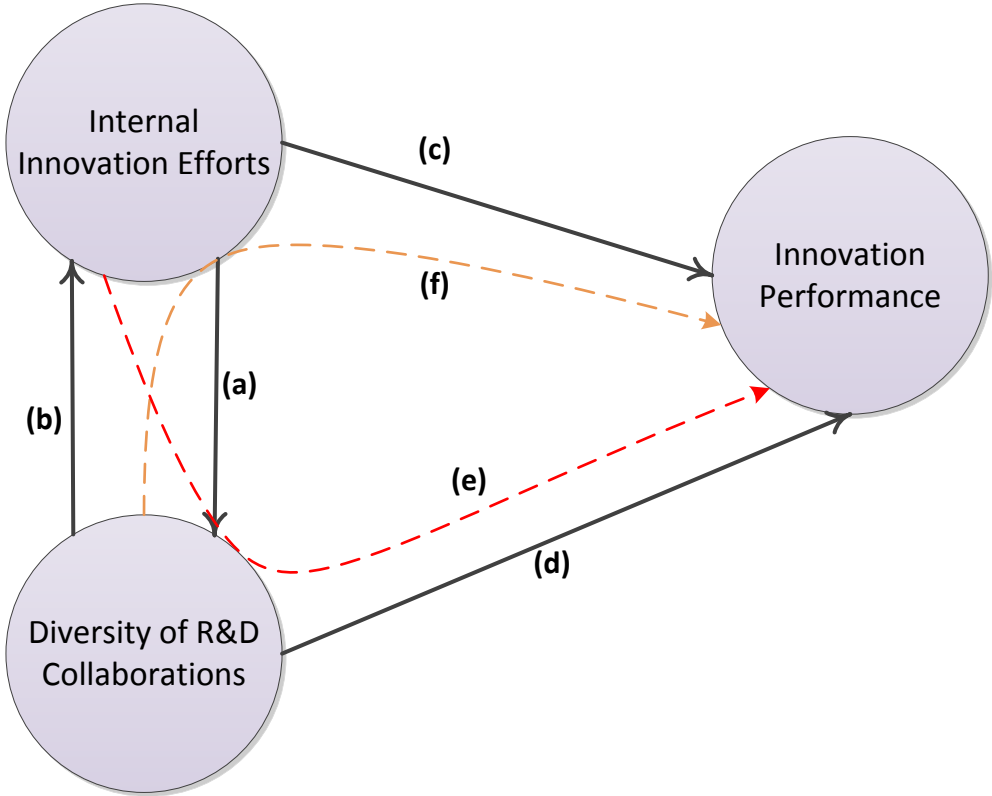 Internal
Innovation Efforts
(c)
Innovation
Performance
(f)
(a)
(b)
(e)
(d)
Diversity of R&D
Collaborations